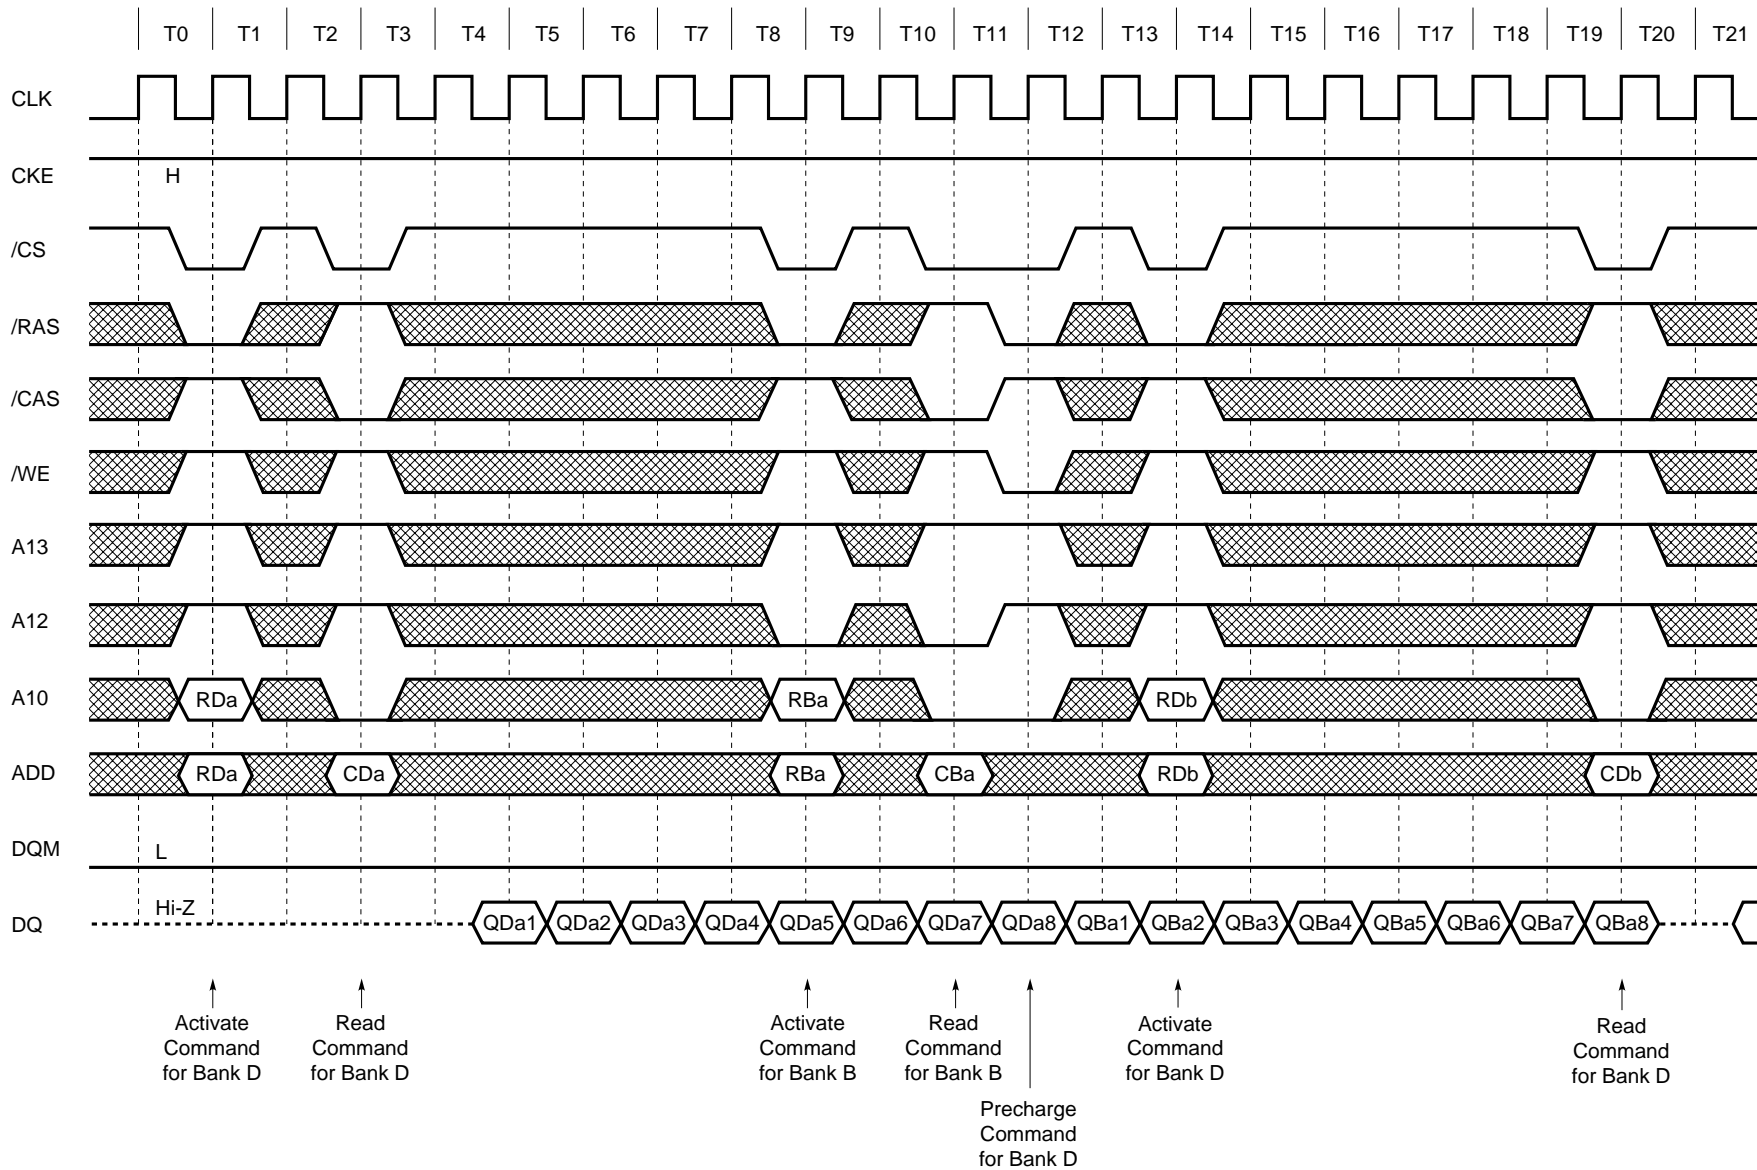 T0 T1 T2 T3 T4 T5 T6 T7 T8 T9 T10 T11 T12 T13 T14 T15 T16 T17 T18 T19 T20 T21
CLK
CKE
H
/CS
/RAS
/CAS
/WE
A13
A12
A10 RDa RBa RDb
ADD RDa CDa RBa CBa RDb CDb
DQM
L
Hi-Z
DQ QDa1 QDa2 QDa3 QDa4 QDa5 QDa6 QDa7 QDa8 QBa1 QBa2 QBa3 QBa4 QBa5 QBa6 QBa7 QBa8
Activate
Command
for Bank D
Read
Command
for Bank D
Activate
Command
for Bank B
Read
Command
for Bank B
Precharge
Command
for Bank D
Activate
Command
for Bank D
Read
Command
for Bank D